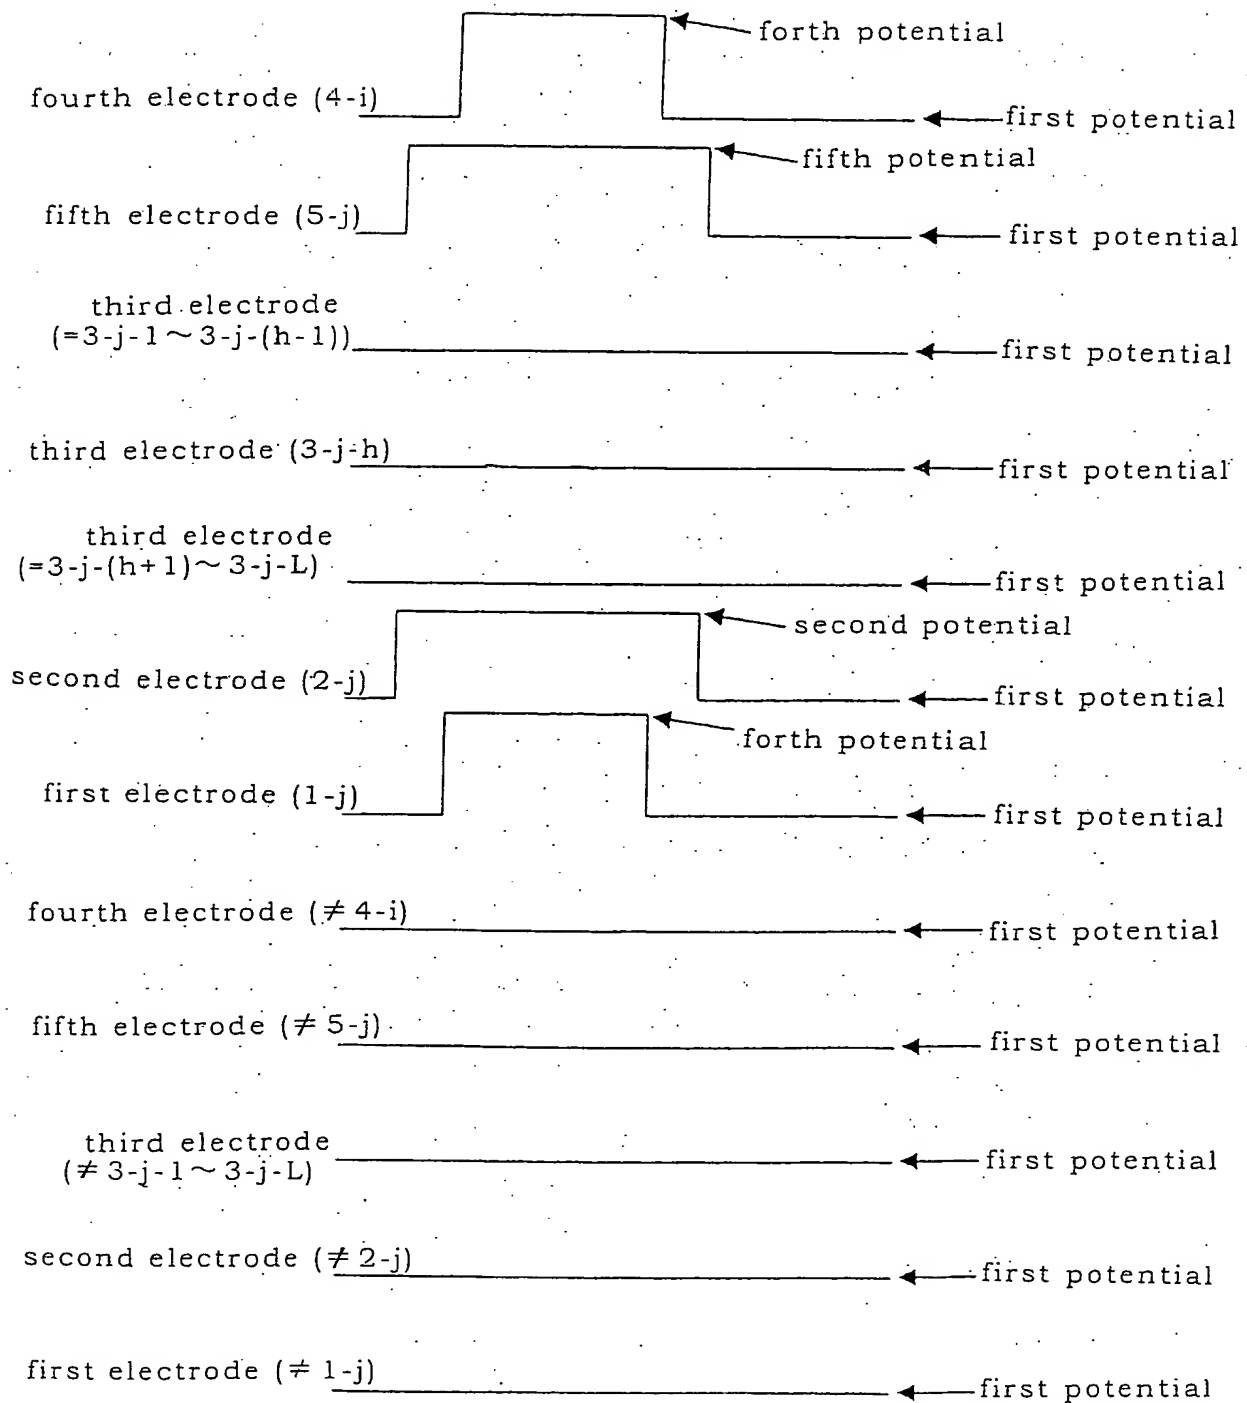 forth potential
fourth electrode (4-i)
first potential
fifth potential
fifth electrode (5-j)
first potential
third electrode
(=3-j-1～3-j-(h-1))
first potential
third electrode (3-j-h)
first potential
third electrode
(=3-j-(h+1)～3-j-L)
first potential
second potential
second electrode (2-j)
first potential
forth potential
first electrode (1-j)
first potential
fourth electrode (≠4-i)
first potential
fifth electrode (≠5-j)
first potential
third electrode
(≠3-j-1～3-j-L)
first potential
second electrode (≠2-j)
first potential
first electrode (≠1-j)
first potential